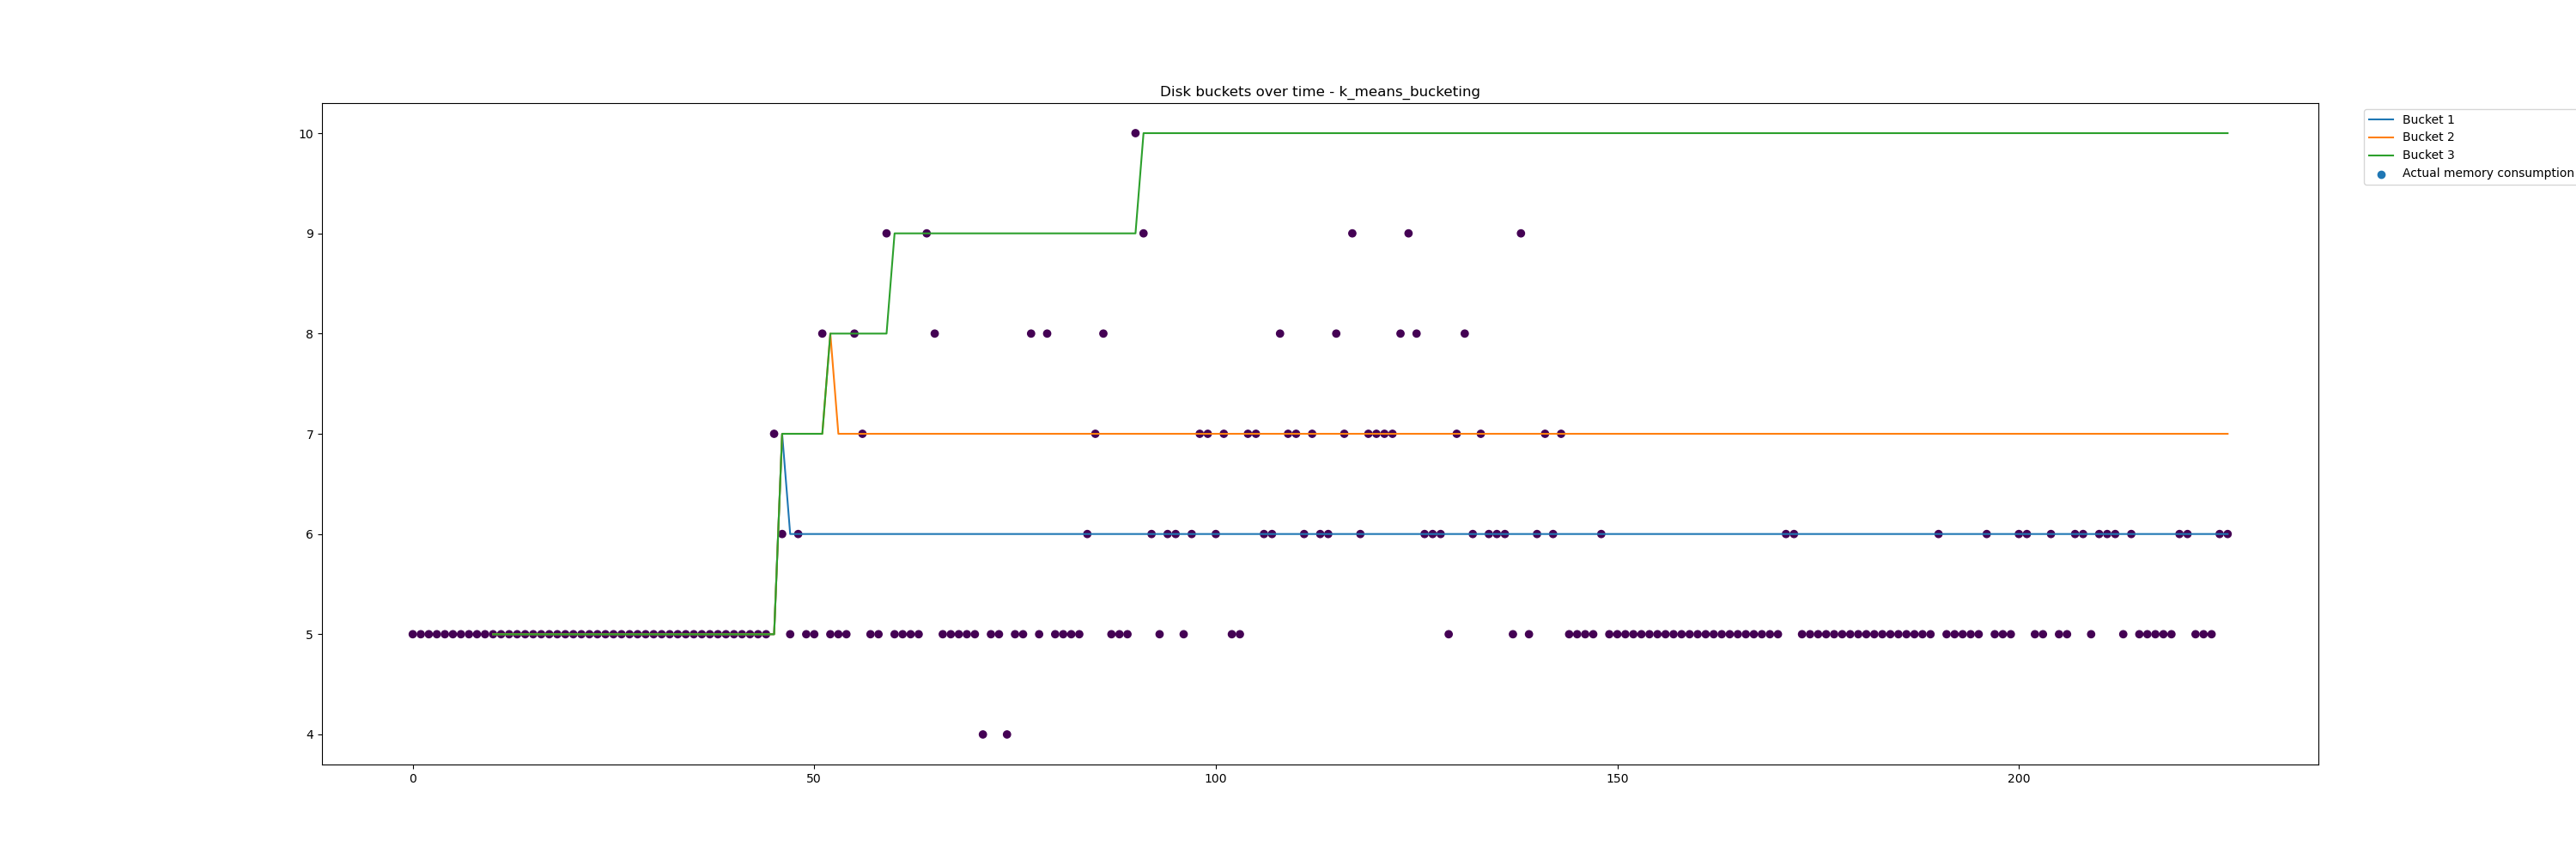 Disk buckets over time - k_means_bucketing
10
9
8
7
6
5
4
0
50
100
150
200
Bucket 1
Bucket 2
Bucket 3
Actual memory consumption